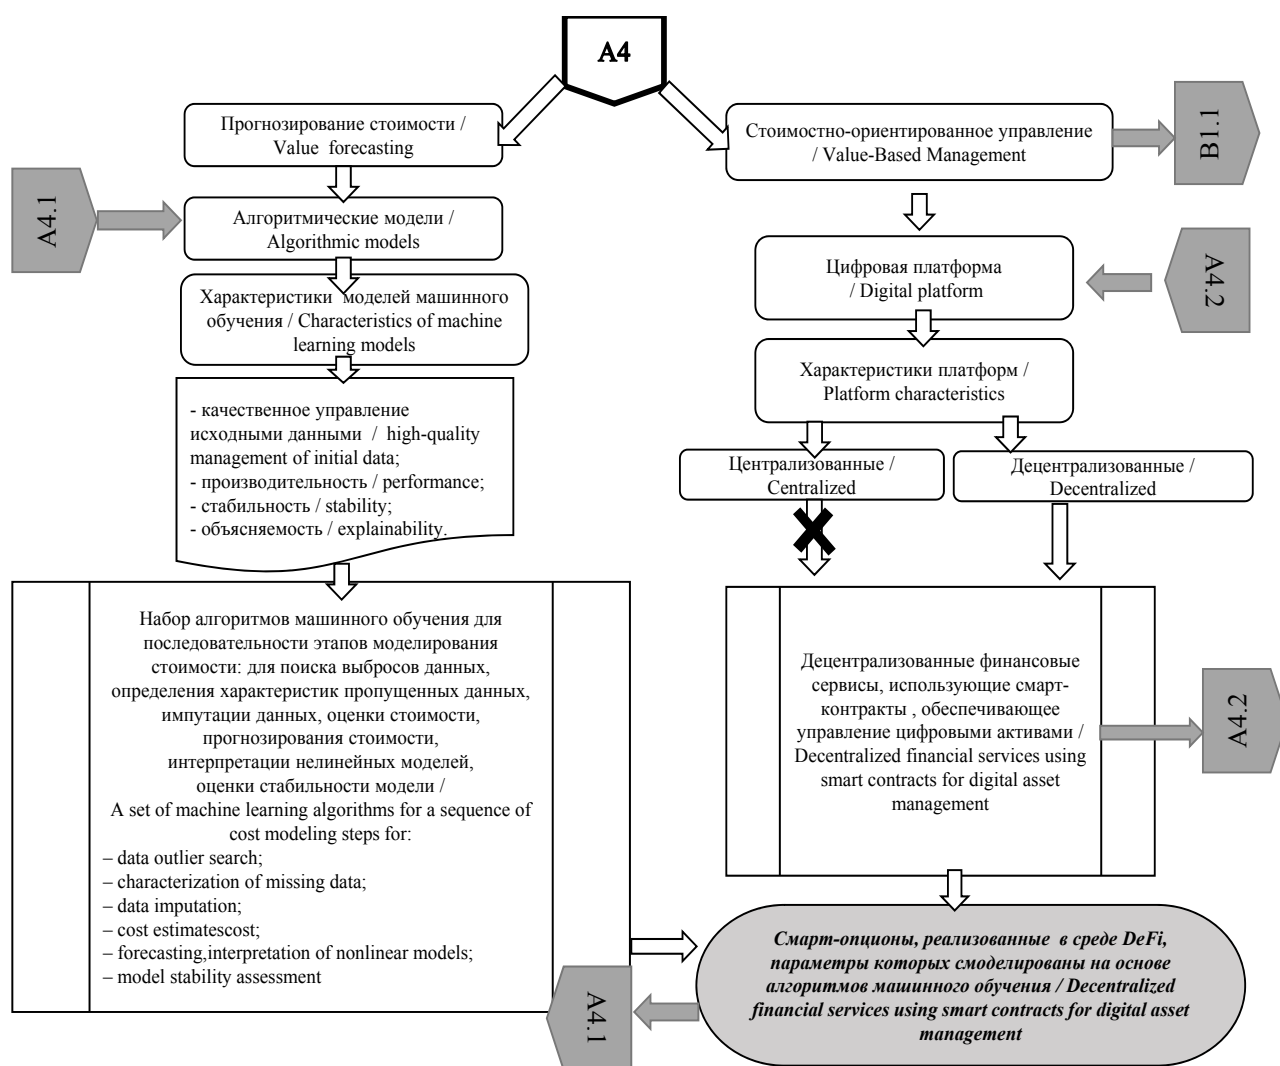 A4
Прогнозирование стоимости /
Value forecasting
A4.1
Алгоритмические модели /
Algorithmic models
Характеристики моделей машинного
обучения / Characteristics of machine
learning models
- качественное управление
исходными данными / high-quality
management of initial data;
- производительность / performance;
- стабильность / stability;
- объясняемость / explainability.
Набор алгоритмов машинного обучения для
последовательности этапов моделирования
стоимости: для поиска выбросов данных,
определения характеристик пропущенных данных,
импутации данных, оценки стоимости,
прогнозирования стоимости,
интерпретации нелинейных моделей,
оценки стабильности модели /
A set of machine learning algorithms for a sequence of
cost modeling steps for:
– data outlier search;
– characterization of missing data;
– data imputation;
– cost estimatescost;
– forecasting,interpretation of nonlinear models;
– model stability assessment
A4.1
Стоимостно-ориентированное управление
/ Value-Based Management
B1.1
Цифровая платформа
/ Digital platform
A4.2
Характеристики платформ /
Platform characteristics
Централизованные /
Centralized
Децентрализованные /
Decentralized
Децентрализованные финансовые
сервисы, использующие смарт-
контракты , обеспечивающее
управление цифровыми активами /
Decentralized financial services using
smart contracts for digital asset
management
A4.2
Смарт-опционы, реализованные в среде DeFi,
параметры которых смоделированы на основе
алгоритмов машинного обучения / Decentralized
financial services using smart contracts for digital asset
management